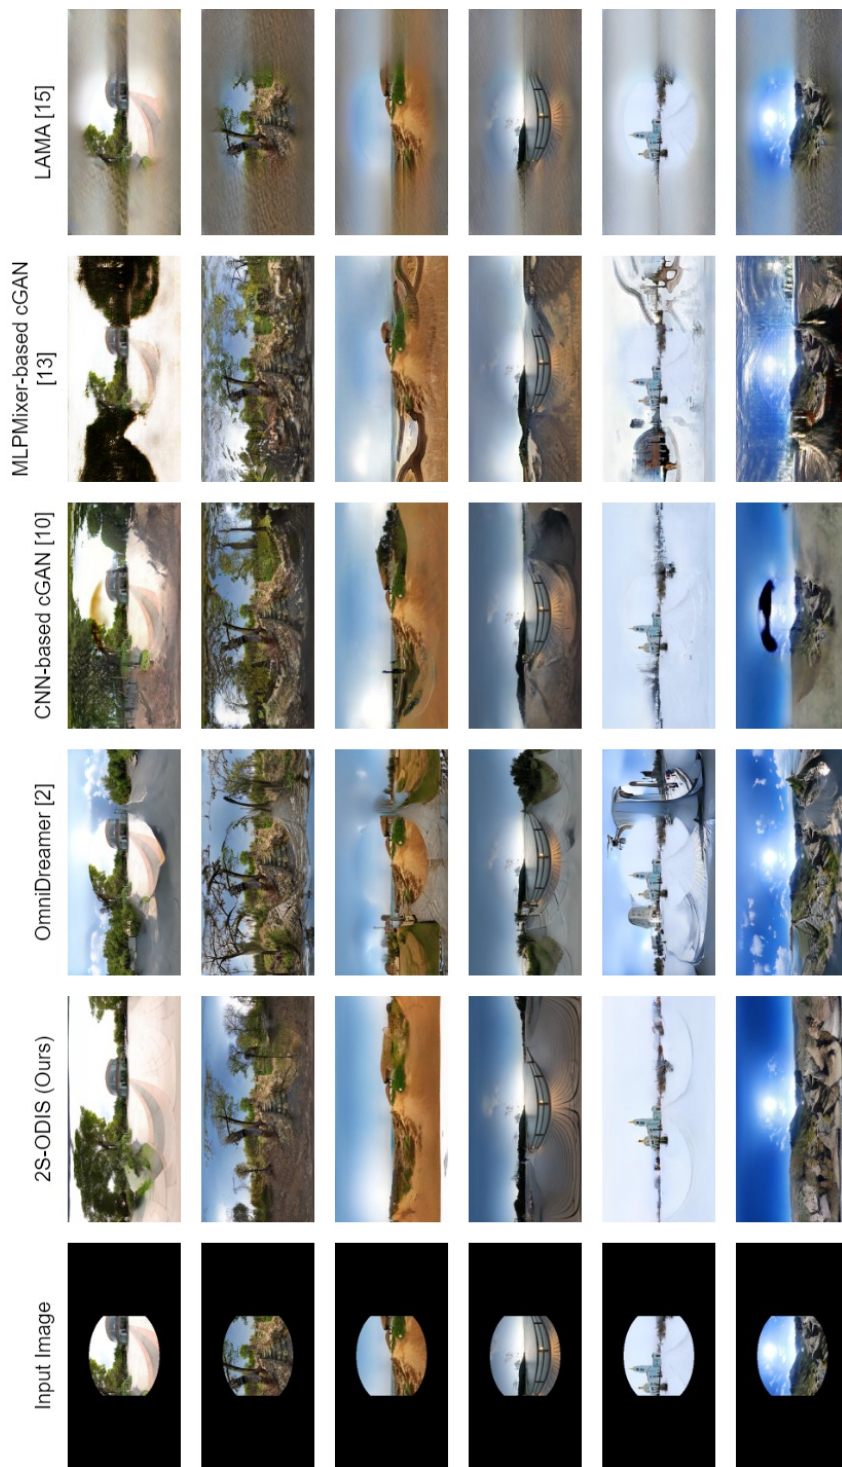 Input Image
2S-ODIS (Ours)
OmniDreamer [2]
CNN-based cGAN [10]
MLPMixer-based cGAN
[13]
LAMA [15]